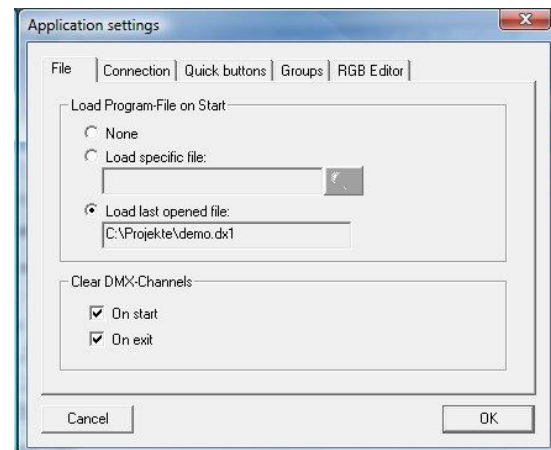 Application settings
File Connection Quick buttons Groups RGB Editor
Load Program-File on Start
None
Load specific file:
Load last opened file:
C:\Projekte\demo.dx1
Clear DMX-Channels
On start
On exit
Cancel OK